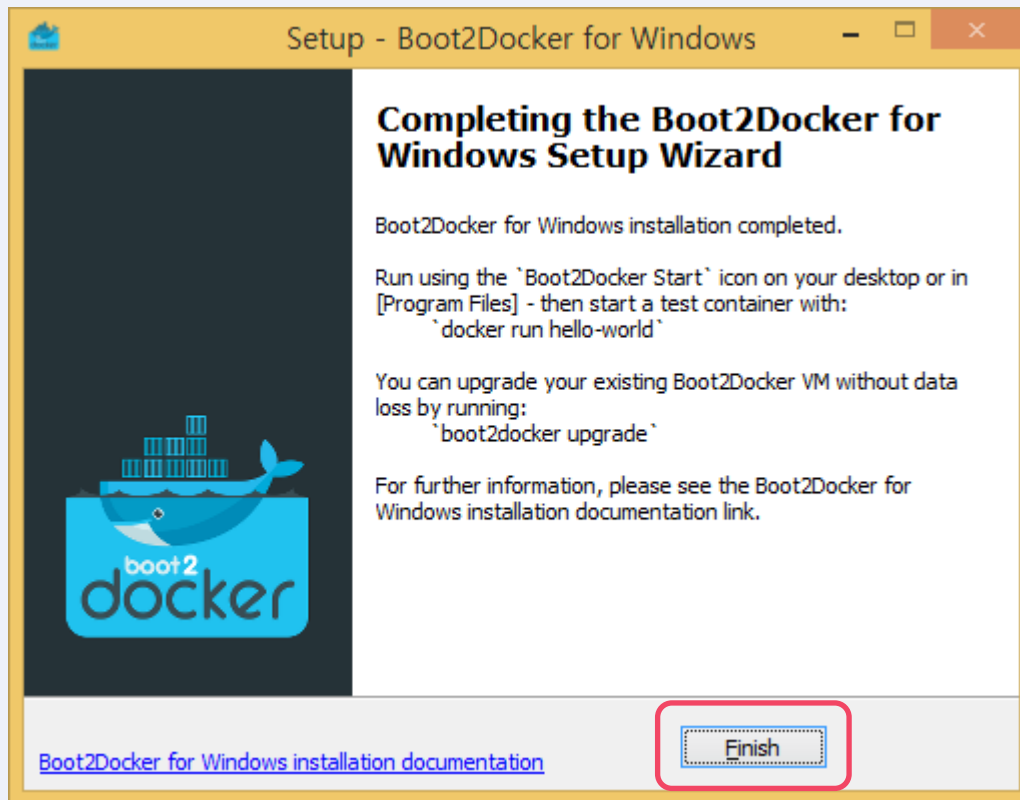 Setup - Boot2Docker for Windows
Completing the Boot2Docker for
Windows Setup Wizard
Boot2Docker for Windows installation completed.
Run using the `Boot2Docker Start` icon on your desktop or in
[Program Files] - then start a test container with:
`docker run hello-world`
You can upgrade your existing Boot2Docker VM without data
loss by running:
`boot2docker upgrade`
For further information, please see the Boot2Docker for
Windows installation documentation link.
boot2
docker
Boot2Docker for Windows installation documentation
Finish